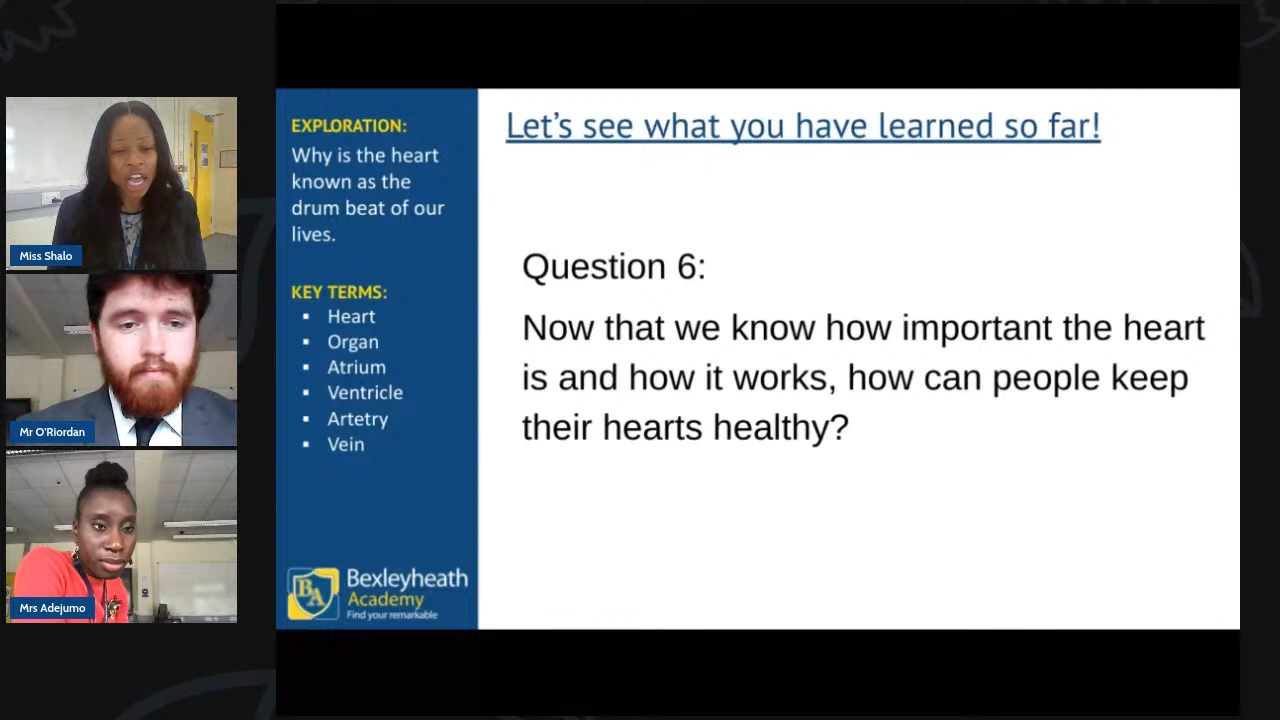 Miss Shalo
Mr O'Riordan
Mrs Adejumo
EXPLORATION:
Why is the heart
known as the
drum beat of our
lives.
KEY TERMS:
▪ Heart
▪ Organ
▪ Atrium
▪ Ventricle
▪ Artetry
▪ Vein
BA
Bexleyheath
Academy
Find your remarkable
Let's see what you have learned so far!
Question 6:
Now that we know how important the heart
is and how it works, how can people keep
their hearts healthy?